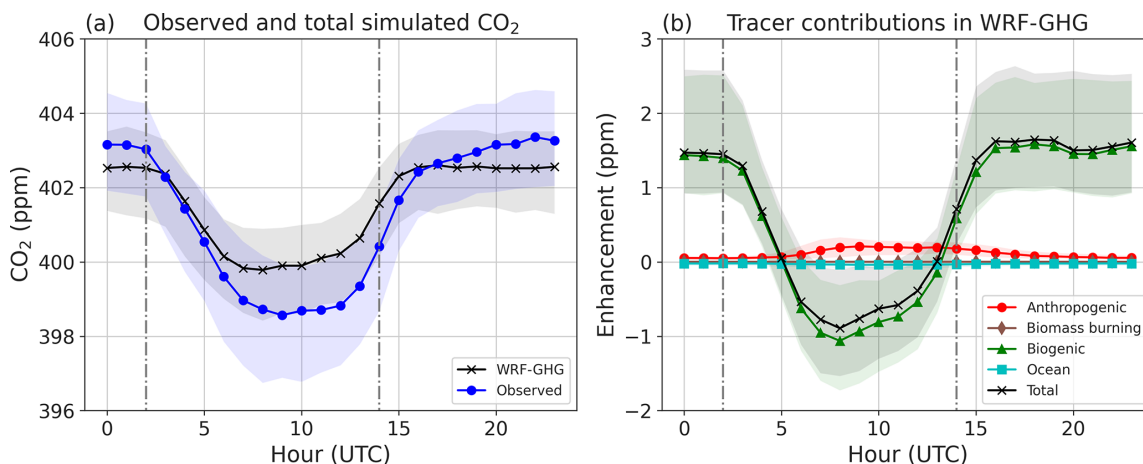 (a) Observed and total simulated CO₂
406
404
402
400
398
396
CO₂ (ppm)
0 5 10 15 20
Hour (UTC)
WRF-GHG
Observed
(b) Tracer contributions in WRF-GHG
3
2
1
0
−1
−2
Enhancement (ppm)
0 5 10 15 20
Hour (UTC)
Anthropogenic
Biomass burning
Biogenic
Ocean
Total